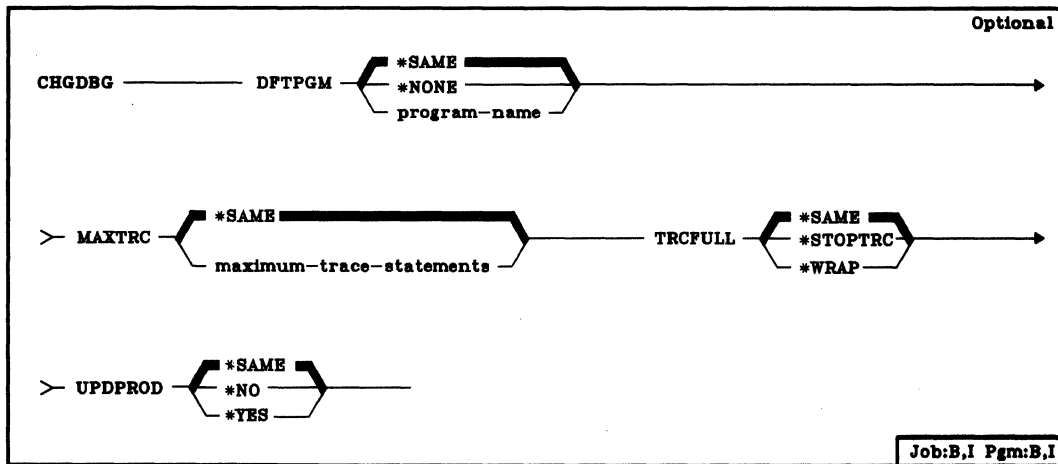 Optional
*SAME
CHGDBG DFTPGM *NONE
program-name
*SAME
MAXTRC
maximum-trace-statements
*SAME
TRCFULL *STOPTRC
*WRAP
*SAME
UPDPROD *NO
*YES
Job:B,I Pgm:B,I